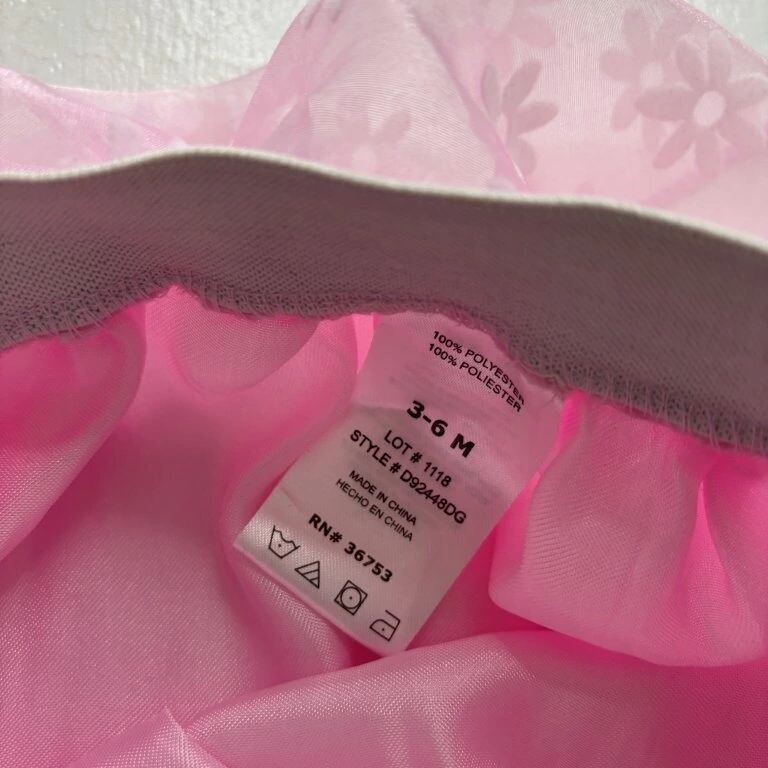 100% POLYESTER
100% POLIESTER
3-6 M
LOT # 1118
STYLE # D92448DG
MADE IN CHINA
HECHO EN CHINA
RN# 36753